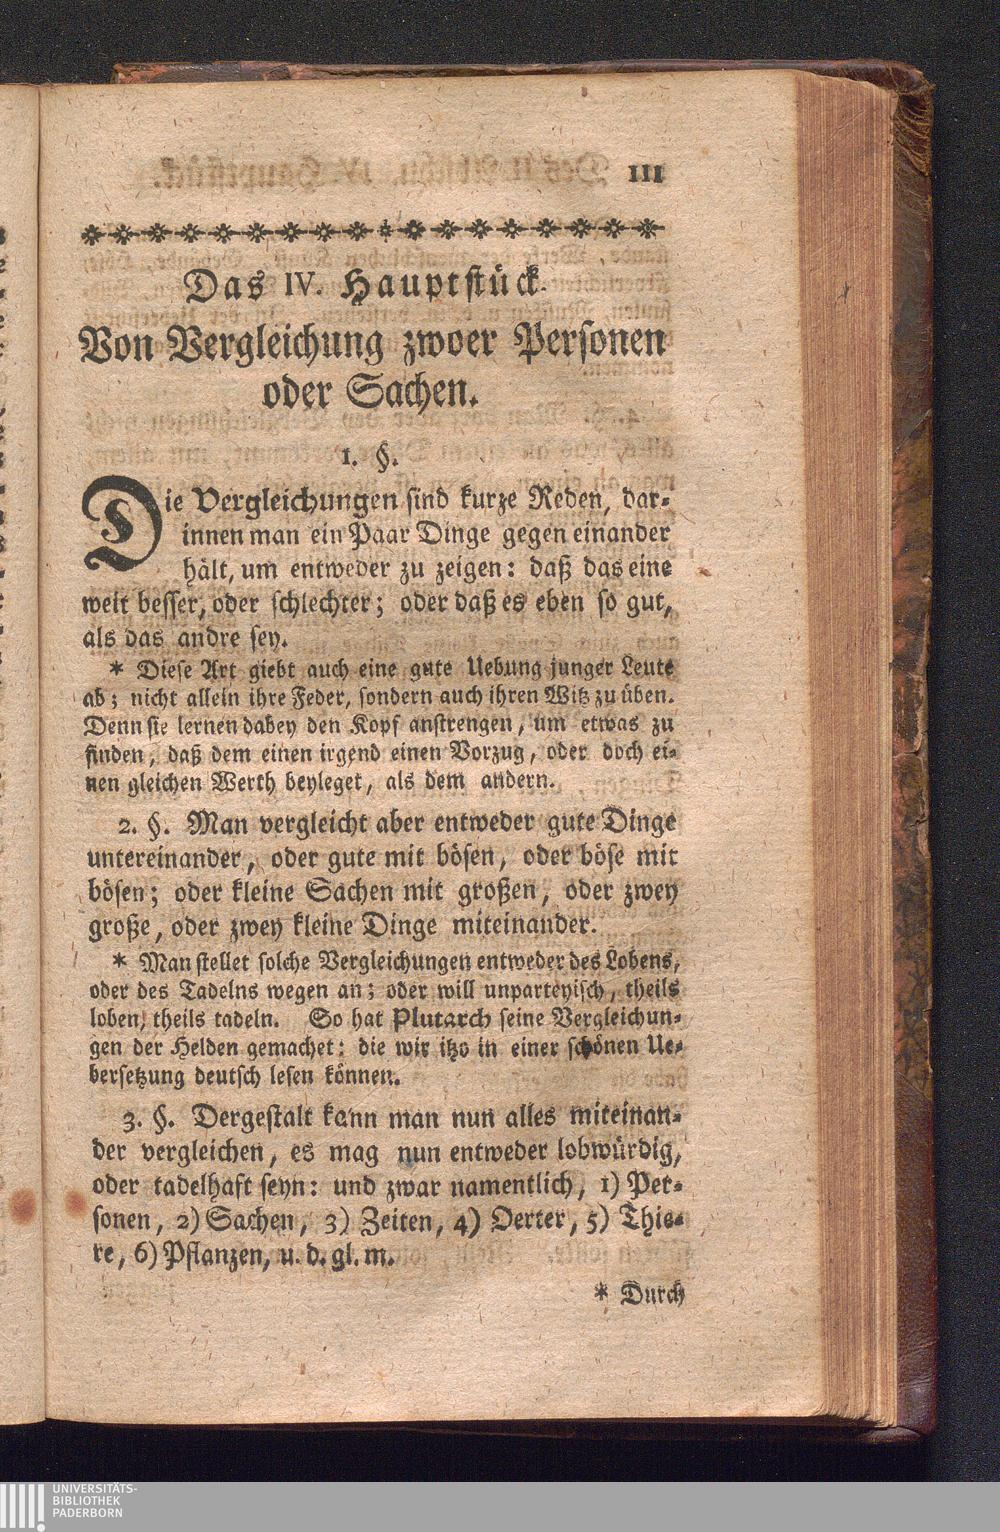 111
Das IV. Hauptstück.
Von Vergleichung zwoer Personen
oder Sachen.
1. §.
Die Vergleichungen sind kurze Reden, dar-
innen man ein Paar Dinge gegen einander
hält, um entweder zu zeigen: daß das eine
weit besser, oder schlechter; oder daß es eben so gut,
als das andre sey.
* Diese Art giebt auch eine gute Uebung junger Leute
ab; nicht allein ihre Feder, sondern auch ihren Witz zu üben.
Denn sie lernen dabey den Kopf anstrengen, um etwas zu
finden, daß dem einen irgend einen Vorzug, oder doch ei-
nen gleichen Werth beyleget, als dem andern.
2. §. Man vergleicht aber entweder gute Dinge
untereinander, oder gute mit bösen, oder böse mit
bösen; oder kleine Sachen mit großen, oder zwey
große, oder zwey kleine Dinge miteinander.
* Man stellet solche Vergleichungen entweder des Lobens,
oder des Tadelns wegen an; oder will unparteyisch, theils
loben, theils tadeln. So hat Plutarch seine Vergleichun-
gen der Helden gemachet: die wir itzo in einer schönen Ue-
bersetzung deutsch lesen können.
3. §. Dergestalt kann man nun alles miteinan-
der vergleichen, es mag nun entweder lobwürdig,
oder tadelhaft seyn: und zwar namentlich, 1) Per-
sonen, 2) Sachen, 3) Zeiten, 4) Oerter, 5) Thie-
re, 6) Pflanzen, u. d. gl. m.
* Durch
UNIVERSITÄTS-
BIBLIOTHEK
PADERBORN